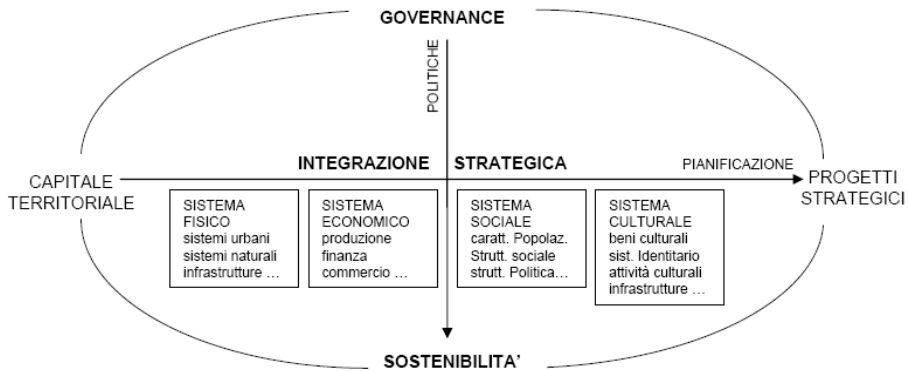 GOVERNANCE
POLITICHE
INTEGRAZIONE STRATEGICA
PIANIFICAZIONE
CAPITALE
TERRITORIALE
PROGETTI
STRATEGICI
SISTEMA
FISICO
sistemi urbani
sistemi naturali
infrastrutture ...
SISTEMA
ECONOMICO
produzione
finanza
commercio ...
SISTEMA
SOCIALE
caratt. Popolaz.
Strutt. sociale
strutt. Politica...
SISTEMA
CULTURALE
beni culturali
sist. Identitario
attività culturali
infrastrutture ...
SOSTENIBILITA'